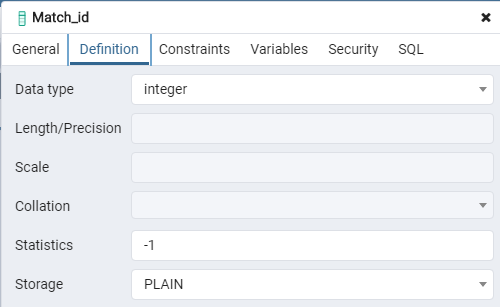 Match_id
General Definition Constraints Variables Security SQL
Data type integer
Length/Precision
Scale
Collation
Statistics -1
Storage PLAIN